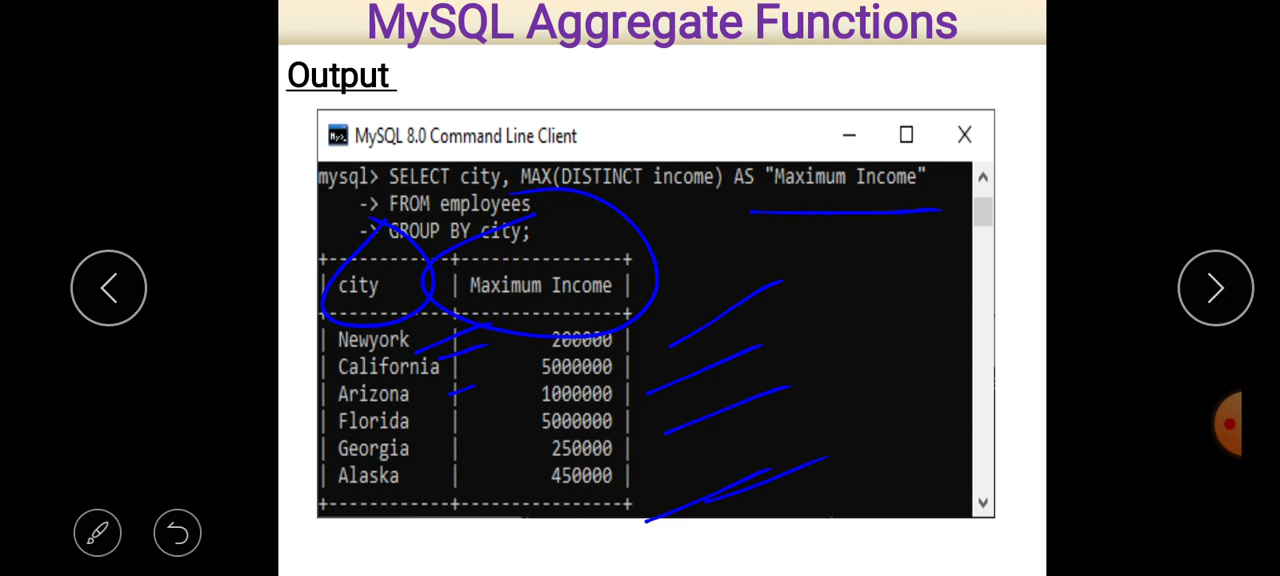 MySQL Aggregate Functions
Output
MySQL 8.0 Command Line Client
mysql> SELECT city, MAX(DISTINCT income) AS "Maximum Income"
-> FROM employees
-> GROUP BY city;
+-----------+----------------+
| city | Maximum Income |
+-----------+----------------+
| Newyork | 200000 |
| California | 5000000 |
| Arizona | 1000000 |
| Florida | 5000000 |
| Georgia | 250000 |
| Alaska | 450000 |
+-----------+----------------+